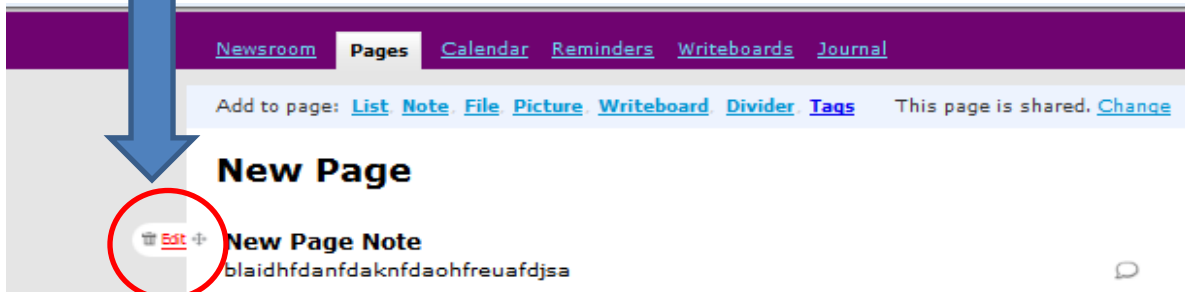 Newsroom Pages Calendar Reminders Writeboards Journal
Add to page: List, Note, File, Picture, Writeboard, Divider, Tags This page is shared. Change
New Page
Edit New Page Note
blaidhfdanfdaknfdaohfreuafdjsa